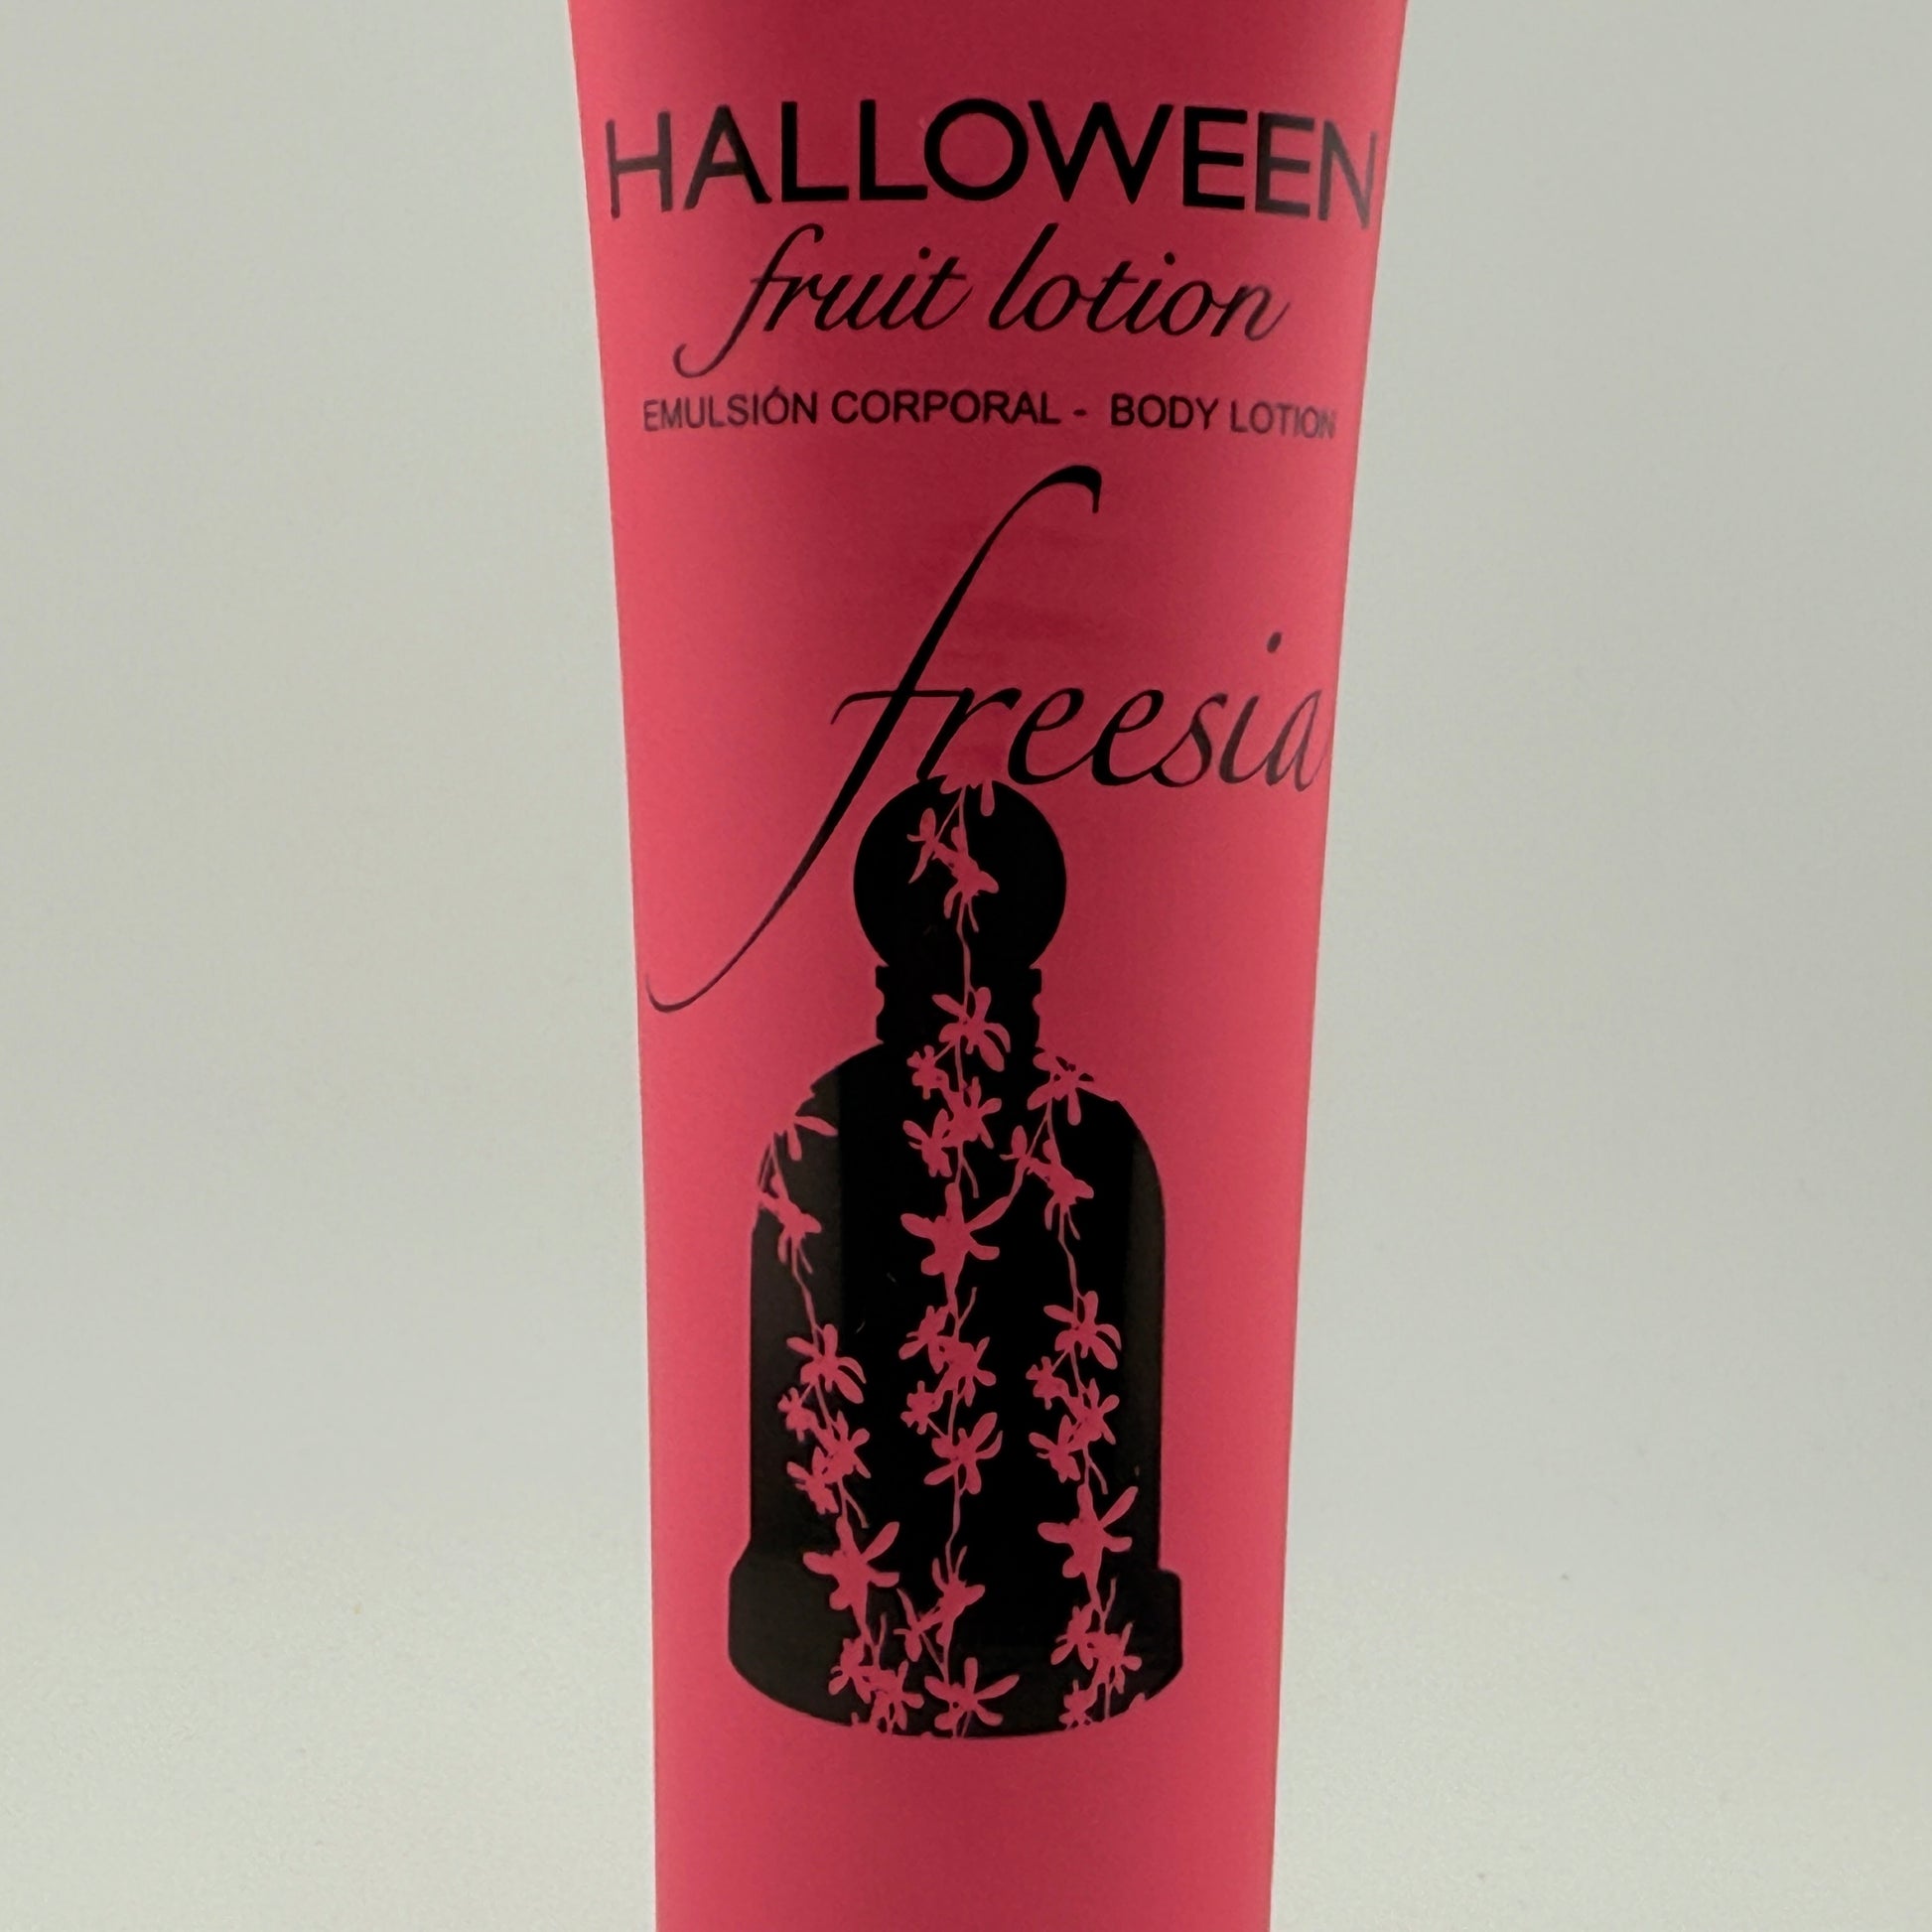 HALLOWEEN
fruit lotion
EMULSIÓN CORPORAL - BODY LOTION
freesia